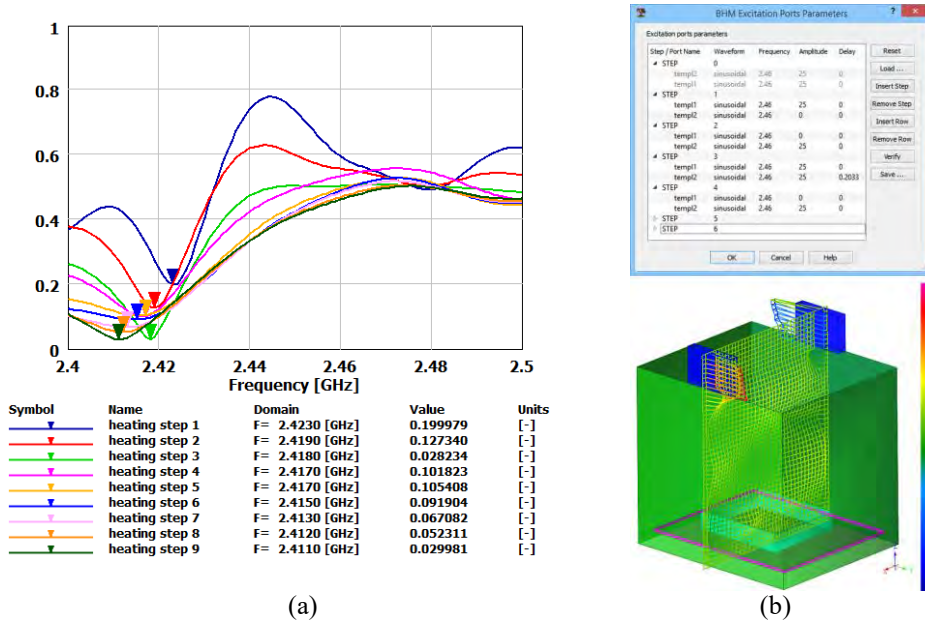 1
0.8
0.6
0.4
0.2
0
2.4 2.42 2.44 2.46 2.48 2.5
Frequency [GHz]
Symbol Name Domain Value Units
heating step 1 F= 2.4230 [GHz] 0.199979 [-]
heating step 2 F= 2.4190 [GHz] 0.127340 [-]
heating step 3 F= 2.4180 [GHz] 0.028234 [-]
heating step 4 F= 2.4170 [GHz] 0.101823 [-]
heating step 5 F= 2.4170 [GHz] 0.105408 [-]
heating step 6 F= 2.4150 [GHz] 0.091904 [-]
heating step 7 F= 2.4130 [GHz] 0.067082 [-]
heating step 8 F= 2.4120 [GHz] 0.052311 [-]
heating step 9 F= 2.4110 [GHz] 0.029981 [-]
(a)
BHM Excitation Ports Parameters ? ×
Excitation ports parameters
Step / Port Name Waveform Frequency Amplitude Delay
STEP 0
templ2 sinusoidal 2.46 25 0
templ1 sinusoidal 2.46 25 0
STEP 1
templ1 sinusoidal 2.46 25 0
templ2 sinusoidal 2.46 0 0
STEP 2
templ1 sinusoidal 2.46 0 0
templ2 sinusoidal 2.46 25 0
STEP 3
templ1 sinusoidal 2.46 25 0
templ2 sinusoidal 2.46 25 0.2033
STEP 4
templ1 sinusoidal 2.46 0 0
templ2 sinusoidal 2.46 25 0
STEP 5
STEP 6
Reset
Load ...
Insert Step
Remove Step
Insert Row
Remove Row
Verify
Save ...
OK Cancel Help
(b)